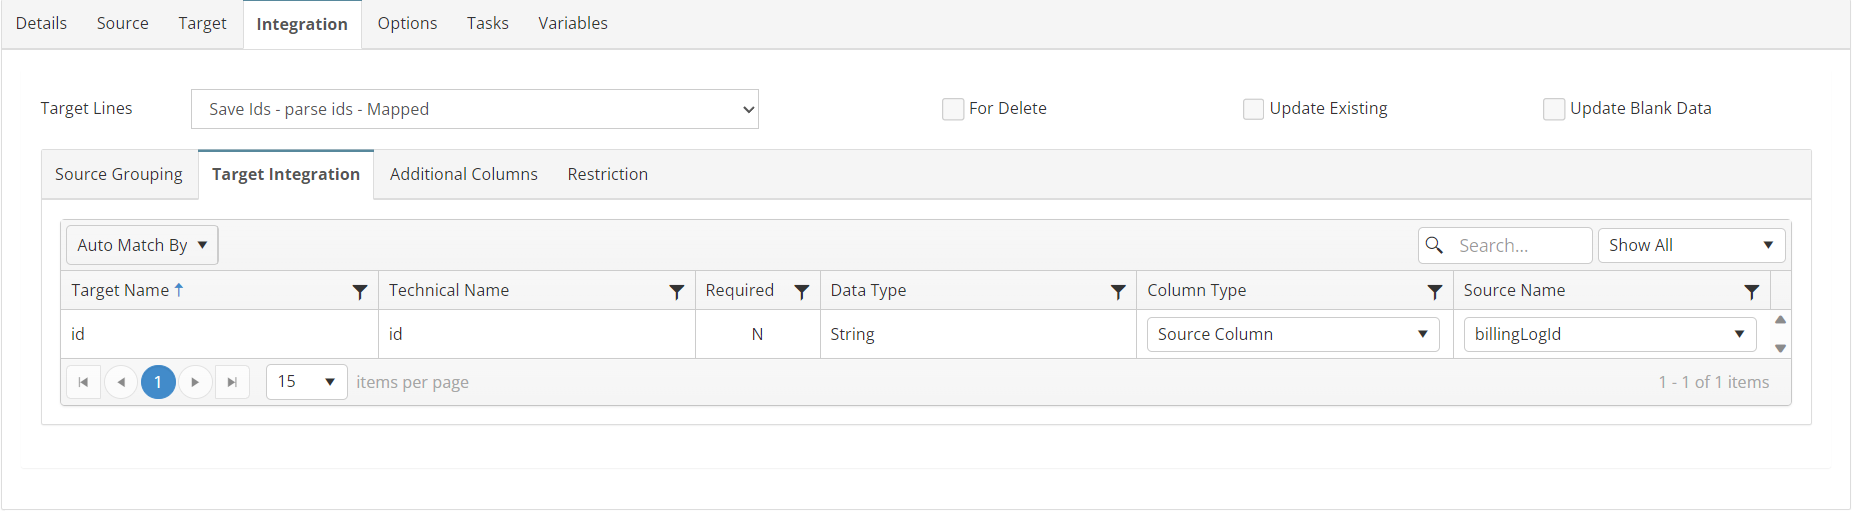 Details Source Target Integration Options Tasks Variables
Target Lines Save Ids - parse ids - Mapped For Delete Update Existing Update Blank Data
Source Grouping Target Integration Additional Columns Restriction
Auto Match By Search... Show All
Target Name Technical Name Required Data Type Column Type Source Name
id id N String Source Column billingLogId
1 15 items per page 1 - 1 of 1 items